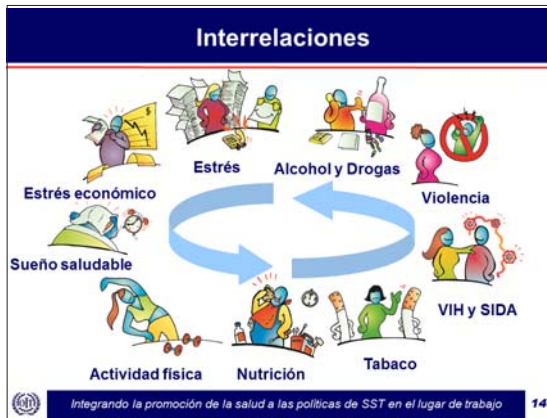 Interrelaciones
Estrés
Alcohol y Drogas
Estrés económico
Violencia
Sueño saludable
VIH y SIDA
Actividad física
Nutrición
Tabaco
Integrando la promoción de la salud a las políticas de SST en el lugar de trabajo
14